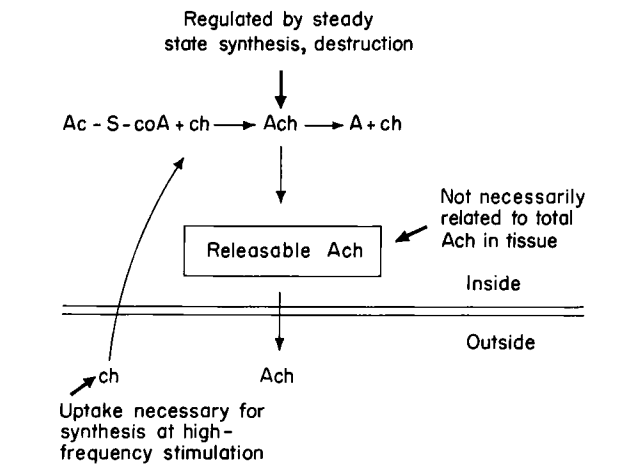 Regulated by steady
state synthesis, destruction
Ac - S - coA + ch → Ach → A + ch
Not necessarily
related to total
Ach in tissue
Releasable Ach
Inside
Outside
ch
Ach
Uptake necessary for
synthesis at high-
frequency stimulation